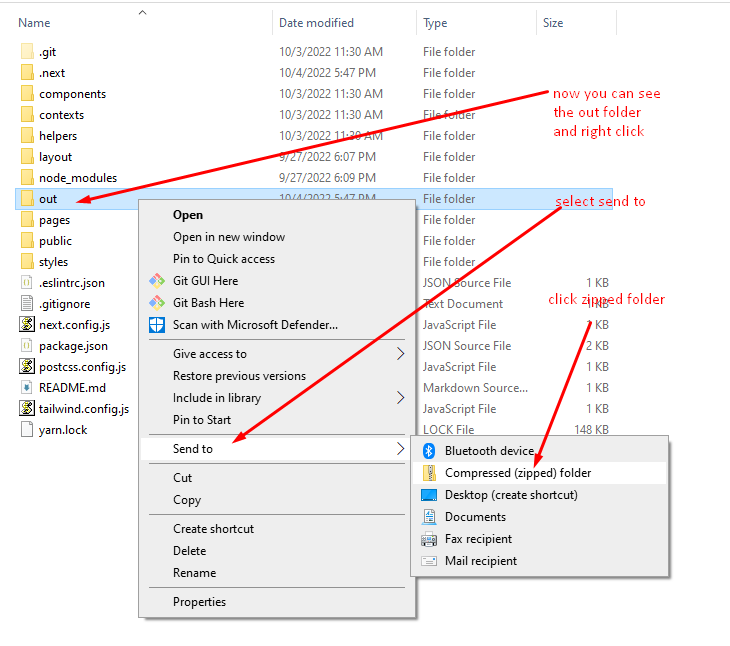 Name Date modified Type Size
.git 10/3/2022 11:30 AM File folder
.next 10/4/2022 5:47 PM File folder
components 10/3/2022 11:30 AM File folder
now you can see
contexts 10/3/2022 11:30 AM File folder
the out folder
helpers 10/3/2022 11:30 AM File folder
and right click
layout 9/27/2022 6:07 PM File folder
node_modules 9/27/2022 6:09 PM File folder
out 10/4/2022 5:47 PM File folder
select send to
pages File folder
public File folder
styles File folder
.eslintrc.json JSON Source File 1 KB
.gitignore Text Document 1 KB
click zipped folder
next.config.js JavaScript File KB
package.json JSON Source File 2 KB
postcss.config.js JavaScript File 1 KB
README.md Markdown Source... 1 KB
tailwind.config.js JavaScript File 1 KB
yarn.lock LOCK File 148 KB
Open
Open in new window
Pin to Quick access
Git GUI Here
Git Bash Here
Scan with Microsoft Defender...
Give access to
Restore previous versions
Include in library
Pin to Start
Send to
Cut
Copy
Create shortcut
Delete
Rename
Properties
Bluetooth device
Compressed (zipped) folder
Desktop (create shortcut)
Documents
Fax recipient
Mail recipient